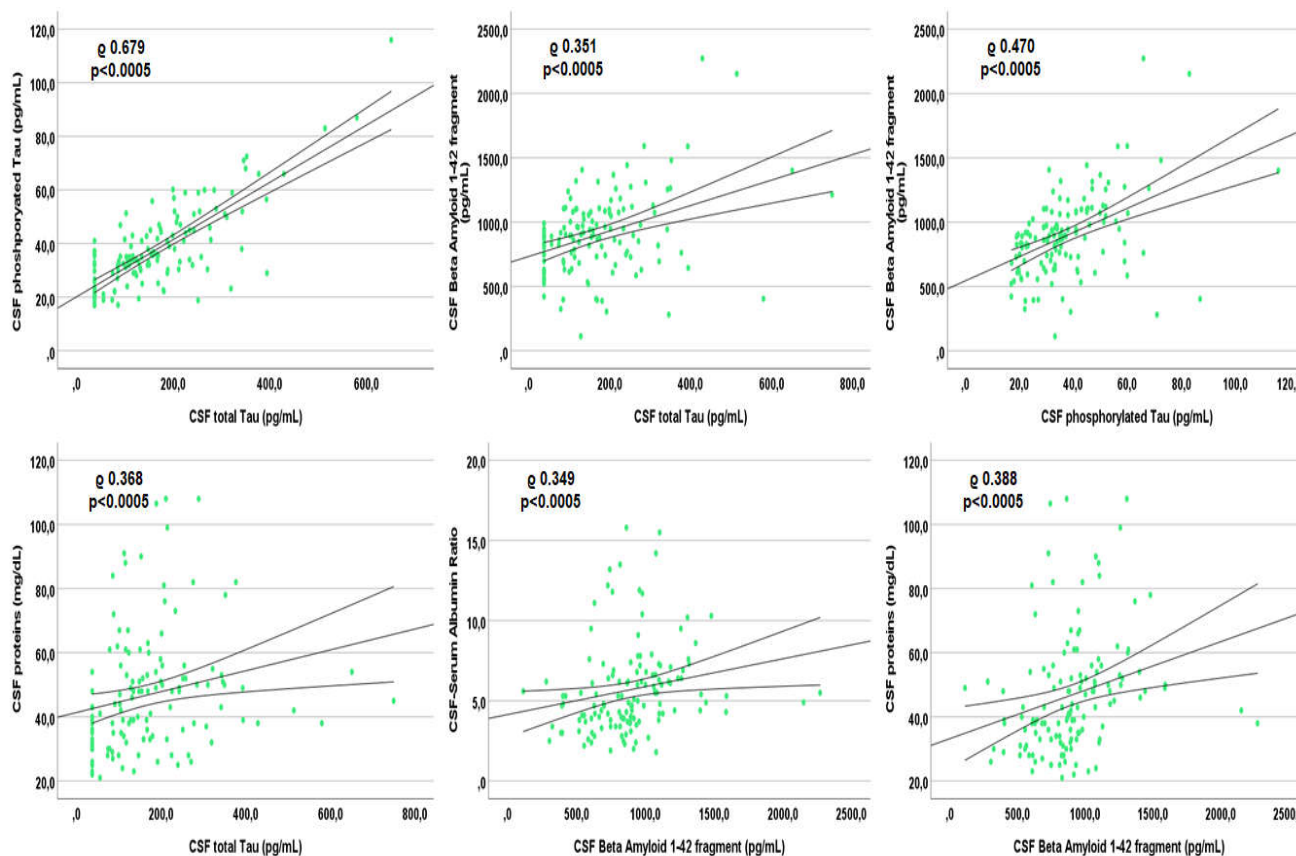 120,0
100,0
80,0
60,0
40,0
20,0
,0
CSF phoshporyated Tau (pg/mL)
ϱ 0.679
p<0.0005
,0 200,0 400,0 600,0
CSF total Tau (pg/mL)
2500,0
2000,0
1500,0
1000,0
500,0
,0
CSF Beta Amyloid 1-42 fragment
(pg/mL)
ϱ 0.351
p<0.0005
,0 200,0 400,0 600,0 800,0
CSF total Tau (pg/mL)
2500,0
2000,0
1500,0
1000,0
500,0
,0
CSF Beta Amyloid 1-42 fragment
(pg/mL)
ϱ 0.470
p<0.0005
,0 20,0 40,0 60,0 80,0 100,0 120,
CSF phosphorylated Tau (pg/mL)
120,0
100,0
80,0
60,0
40,0
20,0
CSF proteins (mg/dL)
ϱ 0.368
p<0.0005
,0 200,0 400,0 600,0 800,0
CSF total Tau (pg/mL)
20,0
15,0
10,0
5,0
,0
CSF-Serum Albumin Ratio
ϱ 0.349
p<0.0005
,0 500,0 1000,0 1500,0 2000,0 2500,0
CSF Beta Amyloid 1-42 fragment (pg/mL)
120,0
100,0
80,0
60,0
40,0
20,0
CSF proteins (mg/dL)
ϱ 0.388
p<0.0005
,0 500,0 1000,0 1500,0 2000,0 2500,0
CSF Beta Amyloid 1-42 fragment (pg/mL)